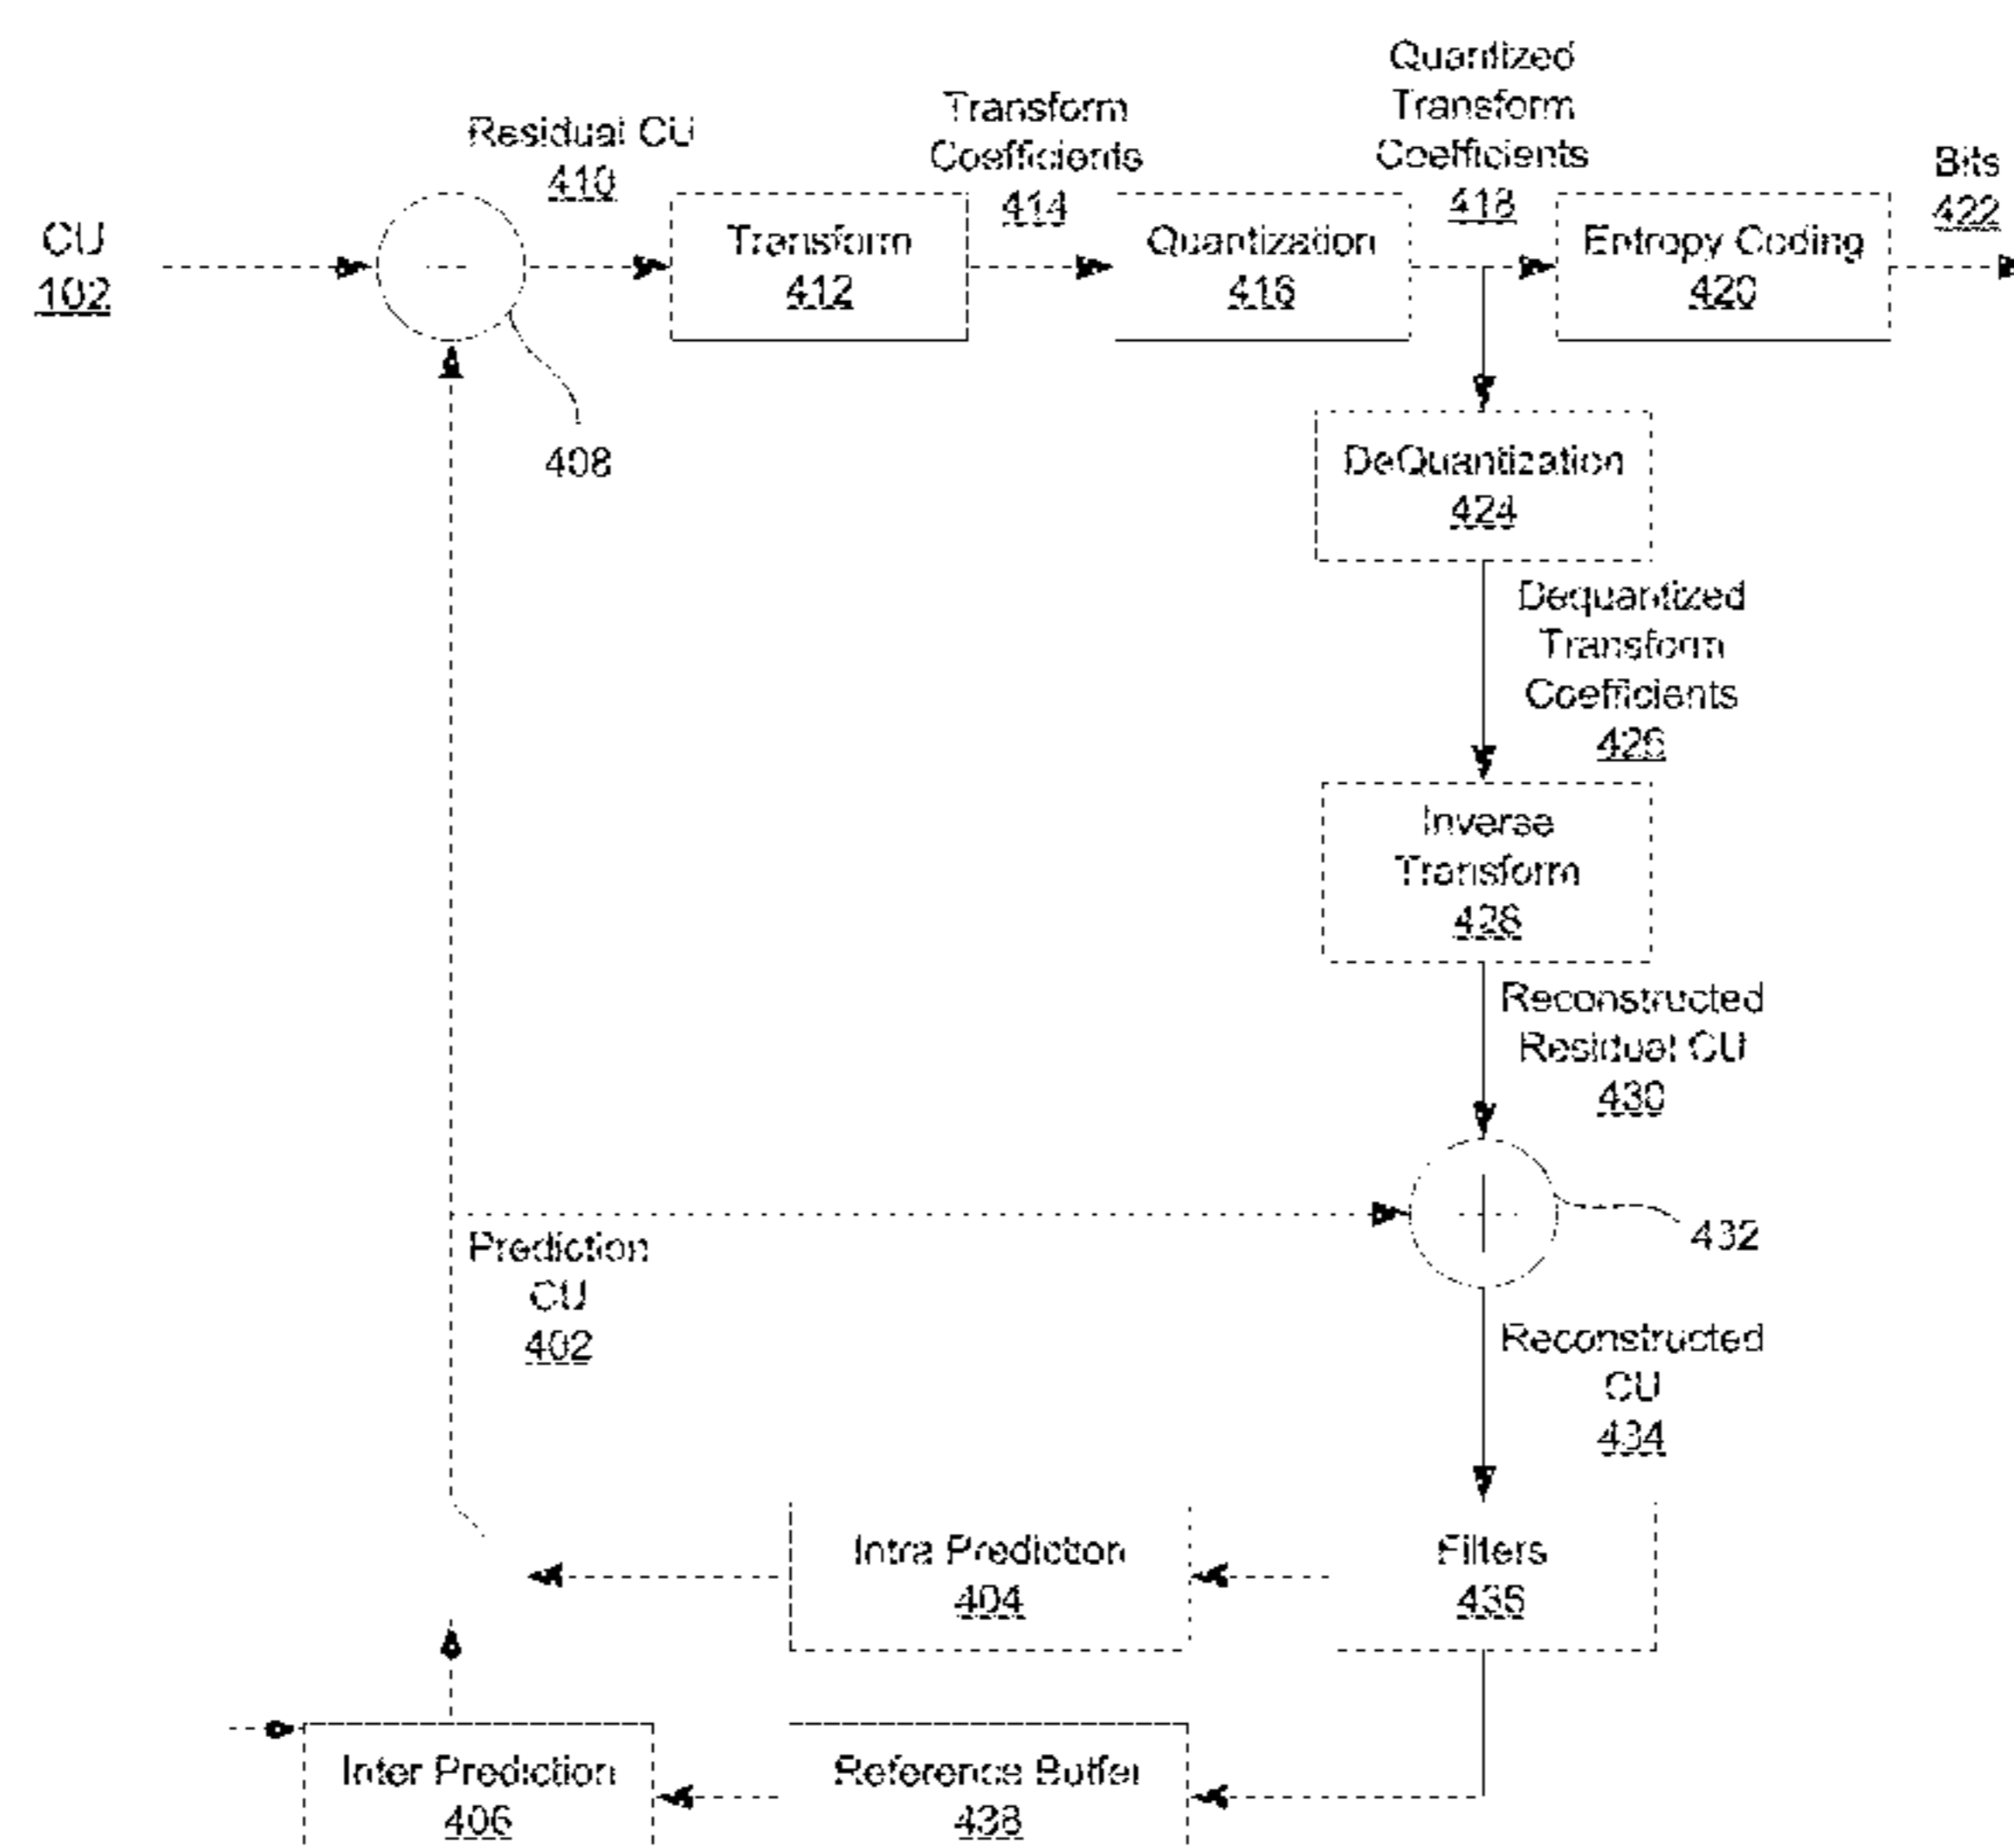 CU
102
Residual CU
410
Transform
412
Transform
Coefficients
414
Quantization
416
Quantized
Transform
Coefficients
418
Entropy Coding
420
Bits
422
408
DeQuantization
424
Dequantized
Transform
Coefficients
426
Inverse
Transform
428
Reconstructed
Residual CU
430
432
Prediction
CU
402
Reconstructed
CU
434
Intra Prediction
404
Filters
436
Inter Prediction
406
Reference Buffer
438